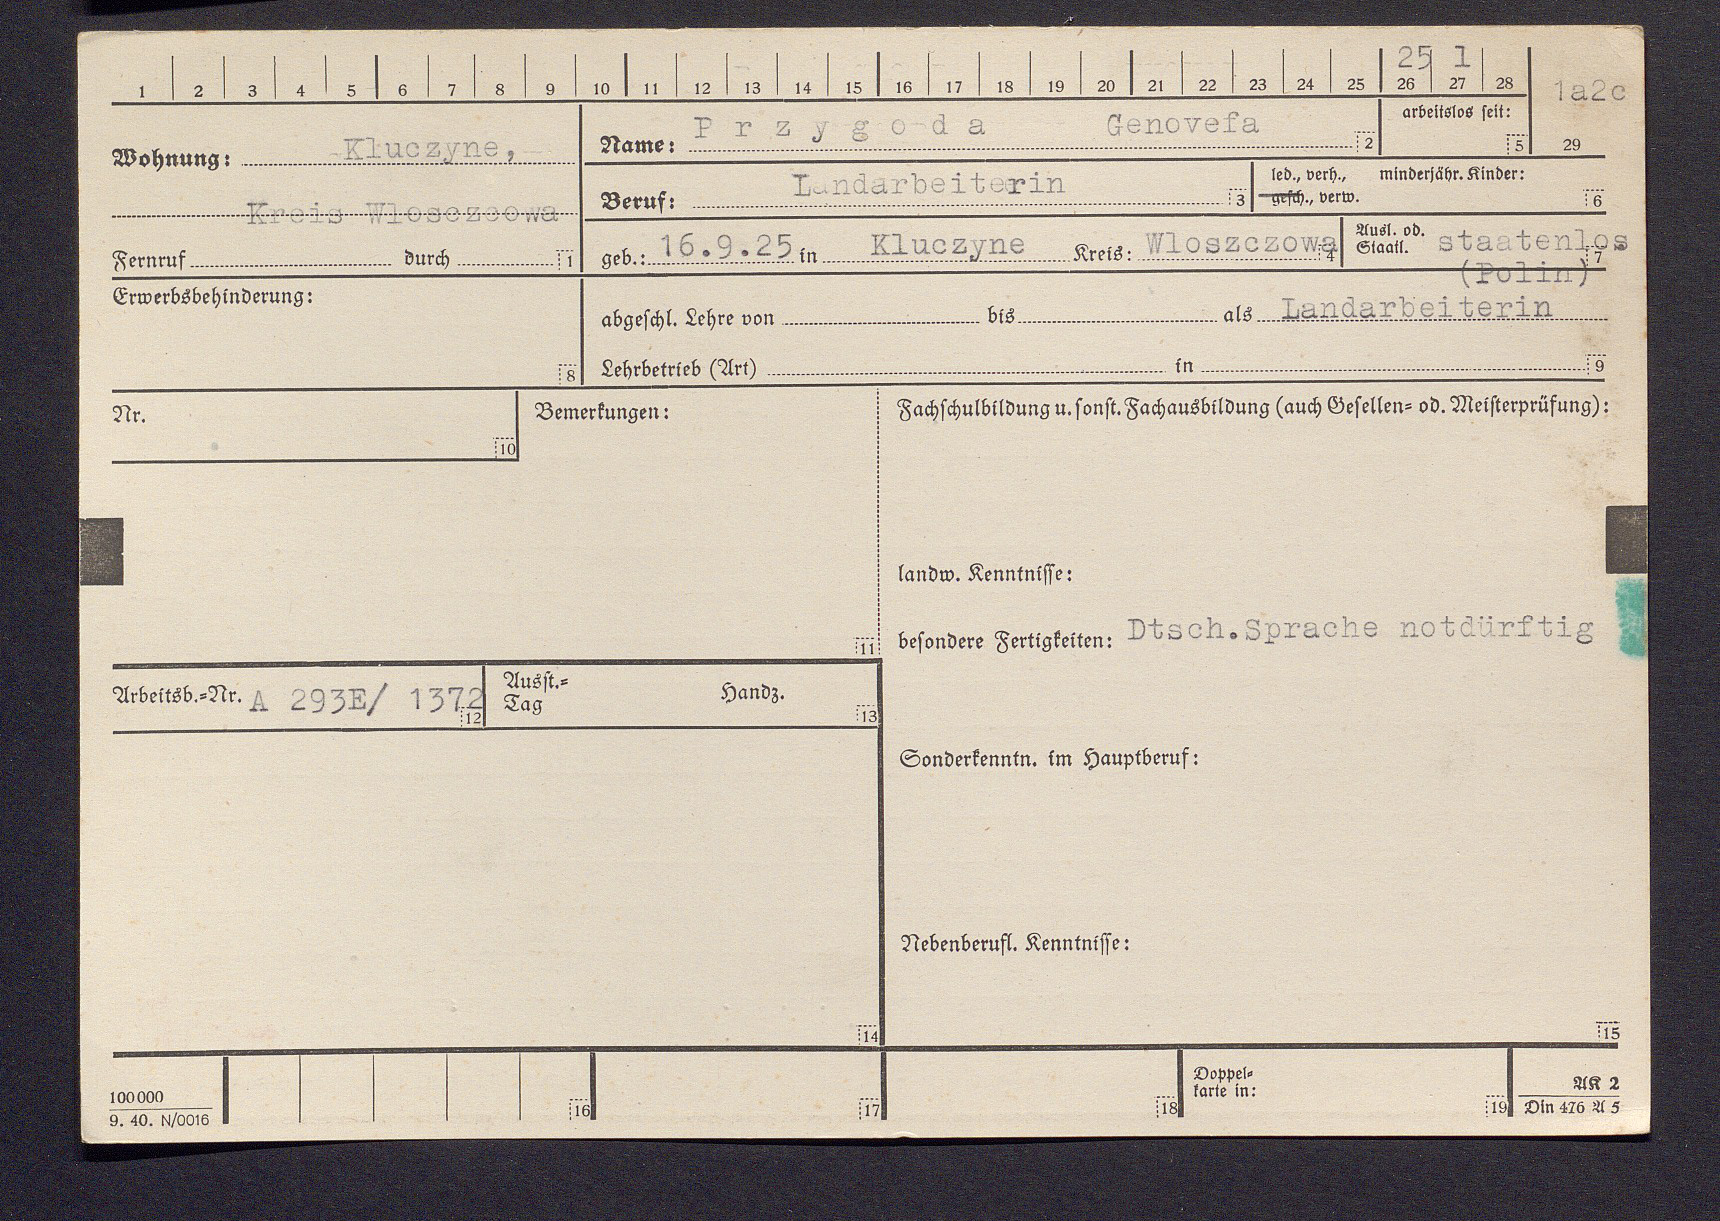 25 1
1 2 3 4 5 6 7 8 9 10 11 12 13 14 15 16 17 18 19 20 21 22 23 24 25 26 27 28 1a2c
Wohnung: Kluczyne,
Kreis Wlosczcowa
Fernruf durch 1
Name: Przygoda Genovefa 2
arbeitslos seit: 5
29
Beruf: Landarbeiterin 3
led., verh., minderjähr. Kinder:
gesch., verw. 6
geb.: 16.9.25 in Kluczyne Kreis: Wloszczowa 4
Ausl. od. Staatl. staatenlos 7
(Polin)
Erwerbsbehinderung:
8
abgeschl. Lehre von bis als Landarbeiterin
Lehrbetrieb (Art) in 9
Nr.
10
Bemerkungen:
11
Fachschulbildung u. sonst. Fachausbildung (auch Gesellen= od. Meisterprüfung):
landw. Kenntnisse:
besondere Fertigkeiten: Dtsch.Sprache notdürftig
Arbeitsb.=Nr. A 293E/ 1372 12
Ausst.=
Tag
Handz.
13
Sonderkenntn. im Hauptberuf:
Nebenberufl. Kenntnisse:
14
15
100000
9. 40. N/0016
16
17
18
Doppel=
karte in:
19
AK 2
Din 476 A 5